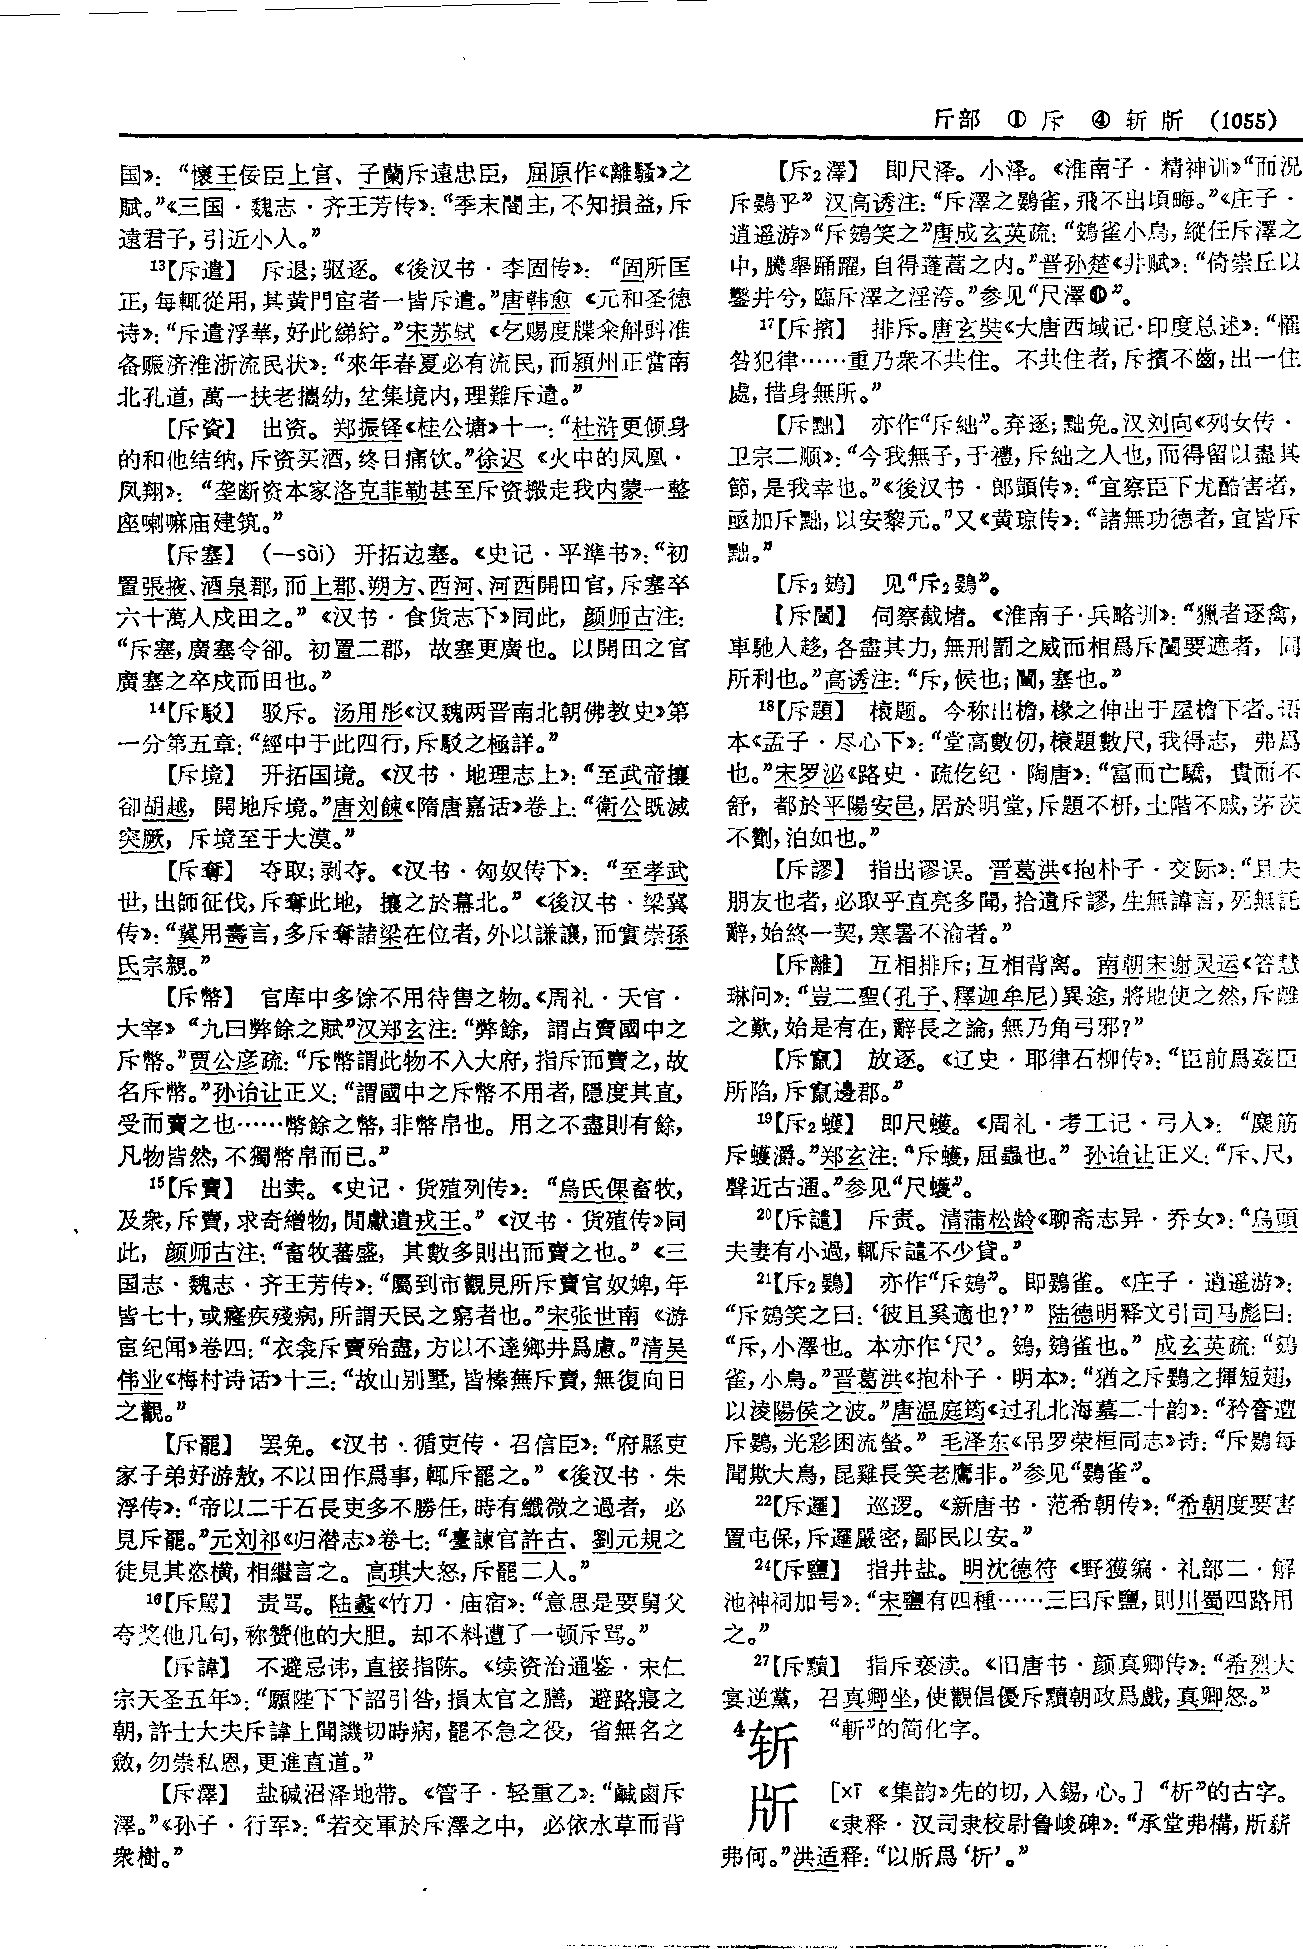 斤部 ①斥 ④斩斨 (1055)
国》：“懷王佞臣上官、子蘭斥遠忠臣，屈原作《離騷》之
賦。”《三国·魏志·齐王芳传》：“季末闇主，不知損益，斥
遠君子，引近小人。”
13【斥遣】 斥退；驱逐。《後汉书·李固传》：“固所匡
正，每輒從用，其黄門宦者一皆斥遣。”唐韩愈《元和圣德
诗》：“斥遣浮華，好此綈紵。”宋苏轼《乞赐度牒籴斛㪷准
备赈济淮浙流民状》：“來年春夏必有流民，而潁州正當南
北孔道，萬一扶老攜幼，坌集境内，理難斥遣。”
【斥資】 出资。郑振铎《桂公塘》十一：“杜滸更倾身
的和他结纳，斥资买酒，终日痛饮。”徐迟《火中的凤凰·
凤翔》：“垄断资本家洛克菲勒甚至斥资搬走我内蒙一整
座喇嘛庙建筑。”
【斥塞】 （—sài）开拓边塞。《史记·平準书》：“初
置張掖、酒泉郡，而上郡、朔方、西河、河西開田官，斥塞卒
六十萬人戍田之。”《汉书·食货志下》同此，颜师古注：
“斥塞，廣塞令卻。初置二郡，故塞更廣也。以開田之官
廣塞之卒戍而田也。”
14【斥駁】 驳斥。汤用彤《汉魏两晋南北朝佛教史》第
一分第五章：“經中于此四行，斥駁之極詳。”
【斥境】 开拓国境。《汉书·地理志上》：“至武帝攘
卻胡越，開地斥境。”唐刘餗《隋唐嘉话》卷上：“衛公既滅
突厥，斥境至于大漠。”
【斥奪】 夺取；剥夺。《汉书·匈奴传下》：“至孝武
世，出師征伐，斥奪此地，攘之於幕北。”《後汉书·梁冀
传》：“冀用壽言，多斥奪諸梁在位者，外以謙讓，而實崇孫
氏宗親。”
【斥幣】 官库中多馀不用待售之物。《周礼·天官·
大宰》“九曰弊餘之賦”汉郑玄注：“弊餘，謂占賣國中之
斥幣。”贾公彦疏：“斥幣謂此物不入大府，指斥而賣之，故
名斥幣。”孙诒让正义：“謂國中之斥幣不用者，隱度其直，
受而賣之也……幣餘之幣，非幣帛也。用之不盡則有餘，
凡物皆然，不獨幣帛而已。”
15【斥賣】 出卖。《史记·货殖列传》：“烏氏倮畜牧，
及衆，斥賣，求奇繒物，閒獻遺戎王。”《汉书·货殖传》同
此，颜师古注：“畜牧蕃盛，其數多則出而賣之也。”《三
国志·魏志·齐王芳传》：“屬到市觀見所斥賣官奴婢，年
皆七十，或癃疾殘病，所謂天民之窮者也。”宋张世南《游
宦纪闻》卷四：“衣衾斥賣殆盡，方以不達鄉井爲慮。”清吴
伟业《梅村诗话》十三：“故山别墅，皆榛蕪斥賣，無復向日
之觀。”
【斥罷】 罢免。《汉书·循吏传·召信臣》：“府縣吏
家子弟好游敖，不以田作爲事，輒斥罷之。”《後汉书·朱
浮传》：“帝以二千石長吏多不勝任，時有纖微之過者，必
見斥罷。”元刘祁《归潜志》卷七：“臺諫官許古、劉元規之
徒見其恣横，相繼言之。高琪大怒，斥罷二人。”
16【斥駡】 责骂。陆蠡《竹刀·庙宿》：“意思是要舅父
夸奖他几句，称赞他的大胆。却不料遭了一顿斥骂。”
【斥諱】 不避忌讳，直接指陈。《续资治通鉴·宋仁
宗天圣五年》：“願陛下下詔引咎，損太官之膳，避路寢之
朝，許士大夫斥諱上聞譏切時病，罷不急之役，省無名之
斂，勿崇私恩，更進直道。”
【斥澤】 盐碱沼泽地带。《管子·轻重乙》：“鹹鹵斥
澤。”《孙子·行军》：“若交軍於斥澤之中，必依水草而背
衆樹。”
【斥2澤】 即尺泽。小泽。《淮南子·精神训》“而况
斥鷃乎”汉高诱注：“斥澤之鷃雀，飛不出頃畮。”《庄子·
逍遥游》“斥鴳笑之”唐成玄英疏：“鴳雀小鳥，縱任斥澤之
中，騰舉踊躍，自得蓬蒿之内。”晋孙楚《井赋》：“倚崇丘以
鑿井兮，臨斥澤之淫洿。”参见“尺澤❶”。
17【斥擯】 排斥。唐玄奘《大唐西域记·印度总述》：“罹
咎犯律……重乃衆不共住。不共住者，斥擯不齒，出一住
處，措身無所。”
【斥黜】 亦作“斥絀”。弃逐；黜免。汉刘向《列女传·
卫宗二顺》：“今我無子，于禮，斥絀之人也，而得留以盡其
節，是我幸也。”《後汉书·郎顗传》：“宜察臣下尤酷害者，
亟加斥黜，以安黎元。”又《黄琼传》：“諸無功德者，宜皆斥
黜。”
【斥2鴳】 见“斥2鷃”。
【斥闉】 伺察截堵。《淮南子·兵略训》：“獵者逐禽，
車馳人趍，各盡其力，無刑罰之威而相爲斥闉要遮者，同
所利也。”高诱注：“斥，候也；闉，塞也。”
18【斥題】 榱题。今称出檐，椽之伸出于屋檐下者。语
本《孟子·尽心下》：“堂高數仞，榱題數尺，我得志，弗爲
也。”宋罗泌《路史·疏仡纪·陶唐》：“富而亡驕，貴而不
舒，都於平陽安邑，居於明堂，斥題不枅，土階不戚，茅茨
不劗，泊如也。”
【斥謬】 指出谬误。晋葛洪《抱朴子·交际》：“且夫
朋友也者，必取乎直亮多聞，拾遺斥謬，生無諱言，死無託
辭，始終一契，寒暑不渝者。”
【斥離】 互相排斥；互相背离。南朝宋谢灵运《答慧
琳问》：“豈二聖（孔子、釋迦牟尼）異途，將地使之然，斥離
之歎，始是有在，辭長之論，無乃角弓邪？”
【斥竄】 放逐。《辽史·耶律石柳传》：“臣前爲姦臣
所陷，斥竄邊郡。”
19【斥2蠖】 即尺蠖。《周礼·考工记·弓人》：“麋筋
斥蠖灂。”郑玄注：“斥蠖，屈蟲也。”孙诒让正义：“斥、尺，
聲近古通。”参见“尺蠖”。
20【斥譴】 斥责。清蒲松龄《聊斋志异·乔女》：“烏頭
夫妻有小過，輒斥譴不少貸。”
21【斥2鷃】 亦作“斥鴳”。即鷃雀。《庄子·逍遥游》：
“斥鴳笑之曰：‘彼且奚適也？’”陆德明释文引司马彪曰：
“斥，小澤也。本亦作‘尺’。鴳，鴳雀也。”成玄英疏：“鴳
雀，小鳥。”晋葛洪《抱朴子·明本》：“猶之斥鷃之揮短翅，
以淩陽侯之波。”唐温庭筠《过孔北海墓二十韵》：“矜奮遭
斥鷃，光彩困流螢。”毛泽东《吊罗荣桓同志》诗：“斥鷃每
聞欺大鳥，昆雞長笑老鷹非。”参见“鷃雀”。
22【斥邏】 巡逻。《新唐书·范希朝传》：“希朝度要害
置屯保，斥邏嚴密，鄙民以安。”
24【斥鹽】 指井盐。明沈德符《野獲编·礼部二·解
池神祠加号》：“宋鹽有四種……三曰斥鹽，則川蜀四路用
之。”
27【斥黷】 指斥亵渎。《旧唐书·颜真卿传》：“希烈大
宴逆黨，召真卿坐，使觀倡優斥黷朝政爲戲，真卿怒。”
4斩 “斬”的简化字。
斨 [xī 《集韵》先的切，入錫，心。] “析”的古字。
《隶释·汉司隶校尉鲁峻碑》：“承堂弗構，斨薪
弗何。”洪适释：“以斨爲‘析’。”